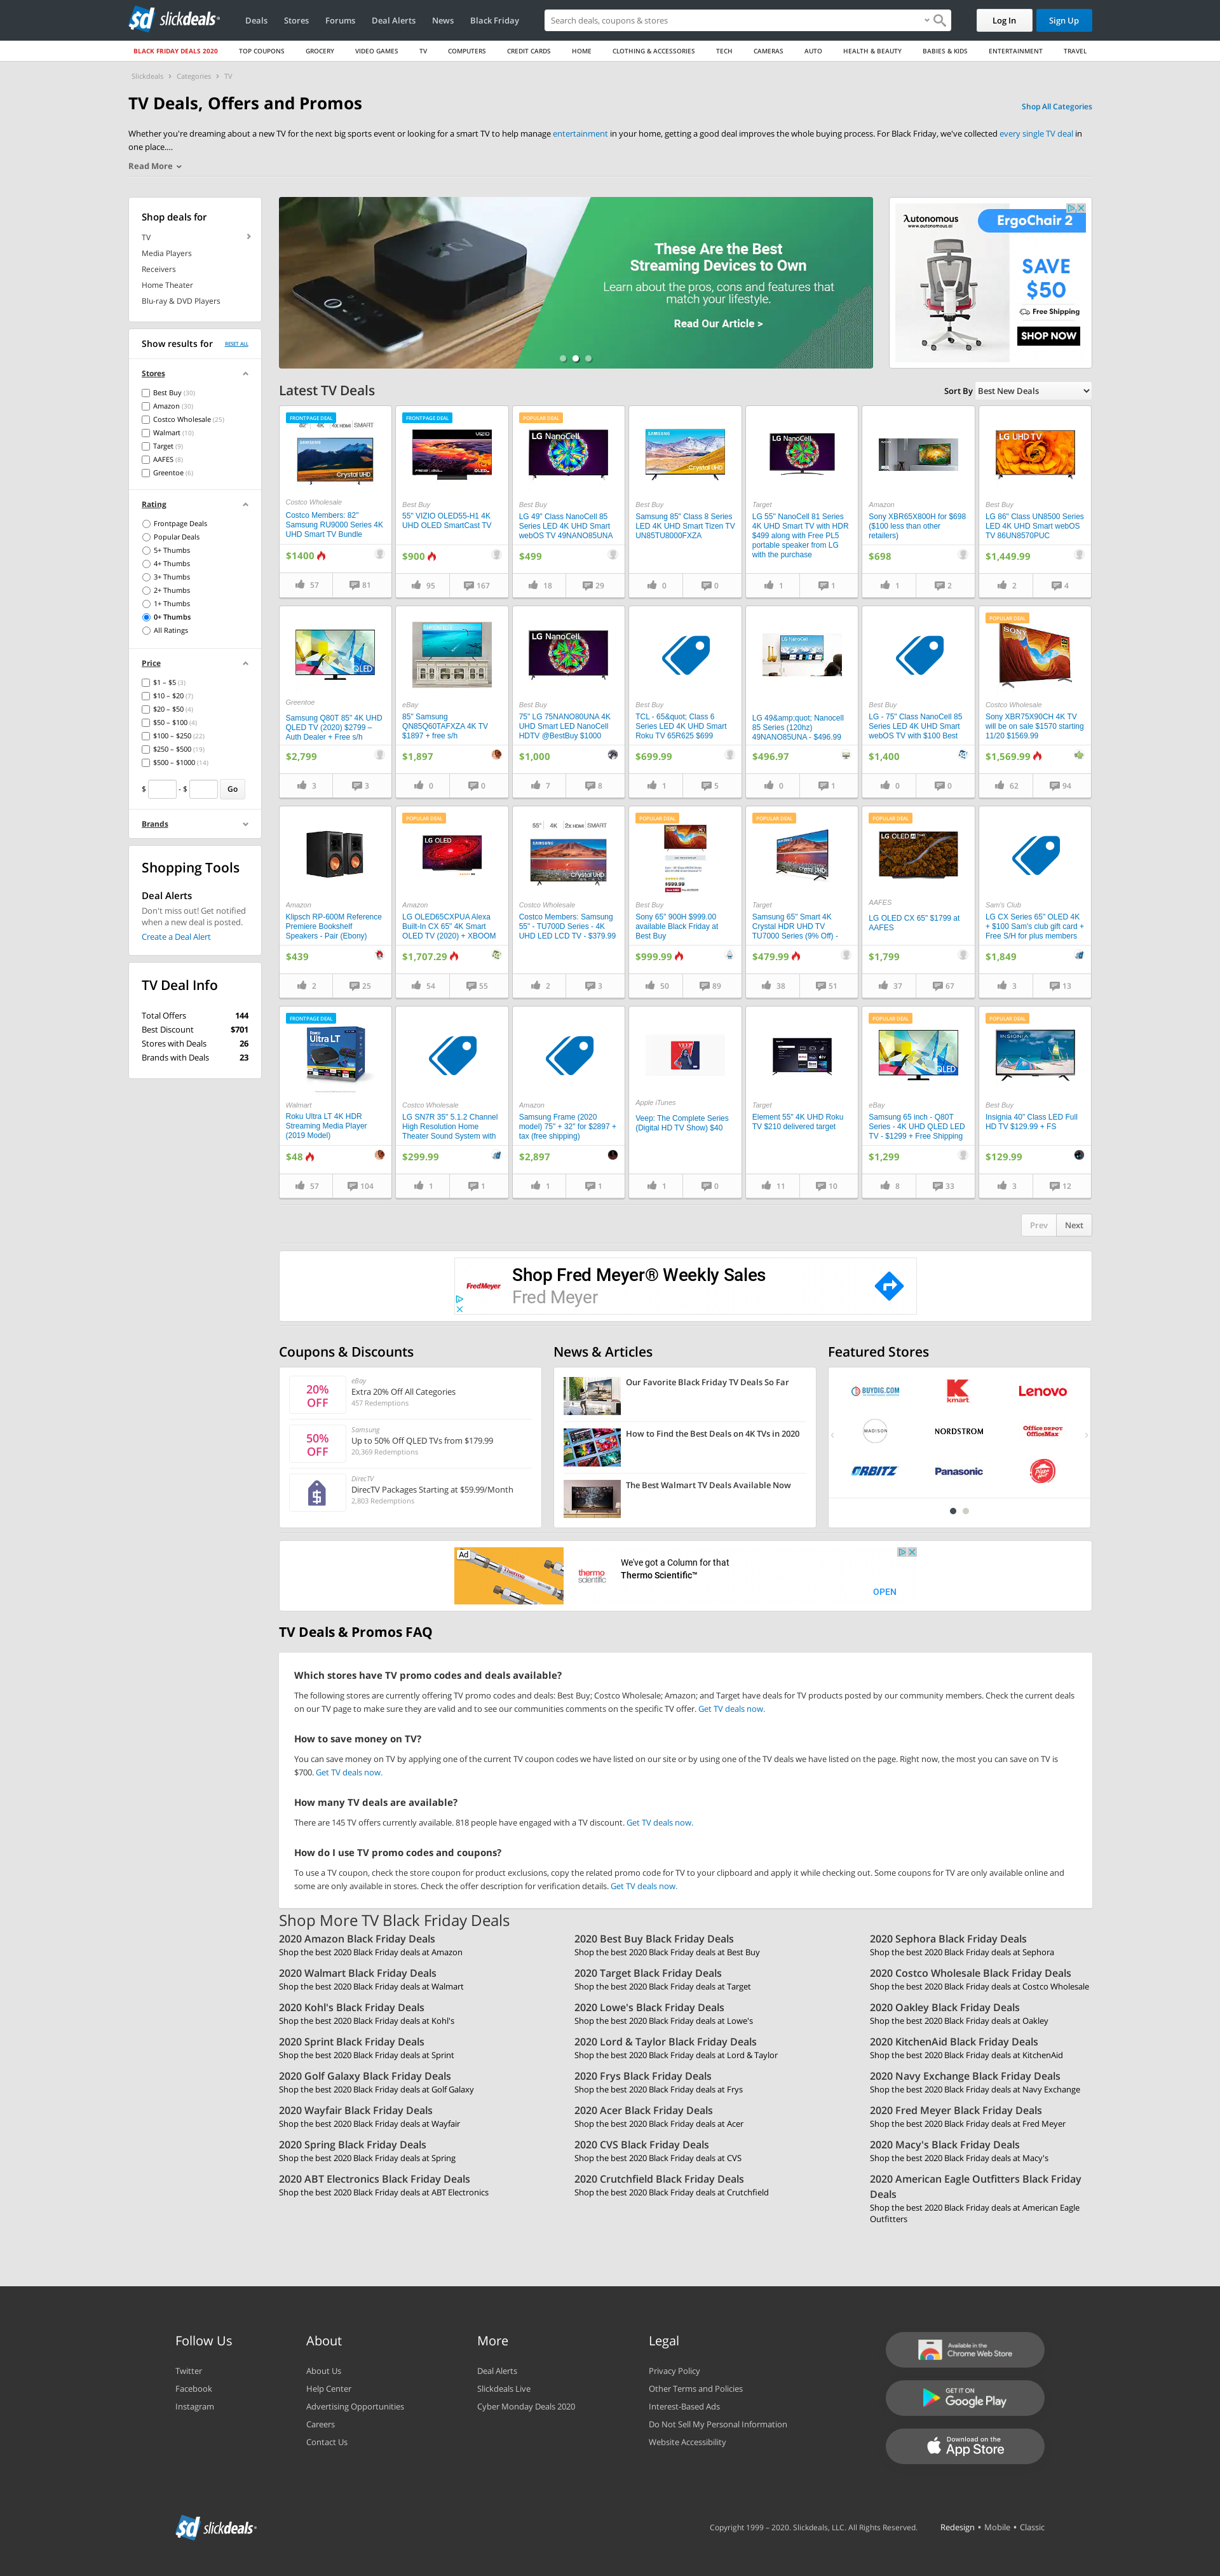 slickdeals
Deals Stores Forums Deal Alerts News Black Friday
Search deals, coupons & stores
Log In
Sign Up
BLACK FRIDAY DEALS 2020 TOP COUPONS GROCERY VIDEO GAMES TV COMPUTERS CREDIT CARDS HOME CLOTHING & ACCESSORIES TECH CAMERAS AUTO HEALTH & BEAUTY BABIES & KIDS ENTERTAINMENT TRAVEL
Slickdeals › Categories › TV
TV Deals, Offers and Promos
Shop All Categories
Whether you're dreaming about a new TV for the next big sports event or looking for a smart TV to help manage entertainment in your home, getting a good deal improves the whole buying process. For Black Friday, we've collected every single TV deal in
one place....
Read More
Shop deals for
TV
Media Players
Receivers
Home Theater
Blu-ray & DVD Players
Show results for RESET ALL
Stores
Best Buy (30)
Amazon (30)
Costco Wholesale (25)
Walmart (10)
Target (9)
AAFES (8)
Greentoe (6)
Rating
Frontpage Deals
Popular Deals
5+ Thumbs
4+ Thumbs
3+ Thumbs
2+ Thumbs
1+ Thumbs
0+ Thumbs
All Ratings
Price
$1 – $5 (3)
$10 – $20 (7)
$20 – $50 (4)
$50 – $100 (4)
$100 – $250 (22)
$250 – $500 (19)
$500 – $1000 (14)
$ - $ Go
Brands
Shopping Tools
Deal Alerts
Don't miss out! Get notified
when a new deal is posted.
Create a Deal Alert
TV Deal Info
Total Offers 144
Best Discount $701
Stores with Deals 26
Brands with Deals 23
These Are the Best
Streaming Devices to Own
Learn about the pros, cons and features that
match your lifestyle.
Read Our Article >
AUTONOMOUS
www.autonomous.ai
ErgoChair 2
SAVE
$50
Free Shipping
SHOP NOW
Latest TV Deals
Sort By Best New Deals
FRONTPAGE DEAL
82" 4K 4X HDMI SMART
SAMSUNG
Crystal UHD
Costco Wholesale
Costco Members: 82"
Samsung RU9000 Series 4K
UHD Smart TV Bundle
$1400
57 81
FRONTPAGE DEAL
VIZIO
OLED
Best Buy
55" VIZIO OLED55-H1 4K
UHD OLED SmartCast TV
$900
95 167
POPULAR DEAL
LG NanoCell
Best Buy
LG 49" Class NanoCell 85
Series LED 4K UHD Smart
webOS TV 49NANO85UNA
$499
18 29
SAMSUNG
Crystal UHD
Best Buy
Samsung 85" Class 8 Series
LED 4K UHD Smart Tizen TV
UN85TU8000FXZA
0 0
LG NanoCell
Target
LG 55" NanoCell 81 Series
4K UHD Smart TV with HDR
$499 along with Free PL5
portable speaker from LG
with the purchase
1 1
Amazon
Sony XBR65X800H for $698
($100 less than other
retailers)
$698
1 2
LG UHD TV
Best Buy
LG 86" Class UN8500 Series
LED 4K UHD Smart webOS
TV 86UN8570PUC
$1,449.99
2 4
QLED
Greentoe
Samsung Q80T 85" 4K UHD
QLED TV (2020) $2799 –
Auth Dealer + Free s/h
$2,799
3 3
eBay
85" Samsung
QN85Q60TAFXZA 4K TV
$1897 + free s/h
$1,897
0 0
LG NanoCell
Best Buy
75" LG 75NANO80UNA 4K
UHD Smart LED NanoCell
HDTV @BestBuy $1000
$1,000
7 8
Best Buy
TCL - 65&quot; Class 6
Series LED 4K UHD Smart
Roku TV 65R625 $699
$699.99
1 5
LG NanoCell
LG 49&amp;quot; Nanocell
85 Series (120hz)
49NANO85UNA - $496.99
$496.97
0 1
Best Buy
LG - 75" Class NanoCell 85
Series LED 4K UHD Smart
webOS TV with $100 Best
$1,400
0 0
POPULAR DEAL
SONY
Costco Wholesale
Sony XBR75X90CH 4K TV
will be on sale $1570 starting
11/20 $1569.99
$1,569.99
62 94
Amazon
Klipsch RP-600M Reference
Premiere Bookshelf
Speakers - Pair (Ebony)
$439
2 25
POPULAR DEAL
LG OLED
Amazon
LG OLED65CXPUA Alexa
Built-In CX 65" 4K Smart
OLED TV (2020) + XBOOM
$1,707.29
54 55
55" 4K 2X HDMI SMART
SAMSUNG
Crystal UHD
Costco Wholesale
Costco Members: Samsung
55" - TU700D Series - 4K
UHD LED LCD TV - $379.99
2 3
POPULAR DEAL
$999.99
Best Buy
Sony 65" 900H $999.00
available Black Friday at
Best Buy
$999.99
50 89
POPULAR DEAL
SAMSUNG
Crystal UHD
Target
Samsung 65" Smart 4K
Crystal HDR UHD TV
TU7000 Series (9% Off) -
$479.99
38 51
POPULAR DEAL
LG OLED
AAFES
LG OLED CX 65" $1799 at
AAFES
$1,799
37 67
Sam's Club
LG CX Series 65" OLED 4K
+ $100 Sam's club gift card +
Free S/H for plus members
$1,849
3 13
FRONTPAGE DEAL
Roku
Ultra LT
Walmart
Roku Ultra LT 4K HDR
Streaming Media Player
(2019 Model)
$48
57 104
Costco Wholesale
LG SN7R 35" 5.1.2 Channel
High Resolution Home
Theater Sound System with
$299.99
1 1
Amazon
Samsung Frame (2020
model) 75" + 32" for $2897 +
tax (free shipping)
$2,897
1 1
VEEP
Apple iTunes
Veep: The Complete Series
(Digital HD TV Show) $40
1 0
Target
Element 55" 4K UHD Roku
TV $210 delivered target
11 10
POPULAR DEAL
QLED
eBay
Samsung 65 inch - Q80T
Series - 4K UHD QLED LED
TV - $1299 + Free Shipping
$1,299
8 33
POPULAR DEAL
INSIGNIA
Best Buy
Insignia 40" Class LED Full
HD TV $129.99 + FS
$129.99
3 12
Prev Next
FredMeyer
Shop Fred Meyer® Weekly Sales
Fred Meyer
Coupons & Discounts
20%
OFF
eBay
Extra 20% Off All Categories
457 Redemptions
50%
OFF
Samsung
Up to 50% Off QLED TVs from $179.99
20,369 Redemptions
DirecTV
DirecTV Packages Starting at $59.99/Month
2,803 Redemptions
News & Articles
Our Favorite Black Friday TV Deals So Far
How to Find the Best Deals on 4K TVs in 2020
The Best Walmart TV Deals Available Now
Featured Stores
BUYDIG.COM
kmart
Lenovo
MADISON
NORDSTROM
Office DEPOT
OfficeMax
ORBITZ
Panasonic
Ad
thermo
scientific
We've got a Column for that
Thermo Scientific™
OPEN
TV Deals & Promos FAQ
Which stores have TV promo codes and deals available?
The following stores are currently offering TV promo codes and deals: Best Buy; Costco Wholesale; Amazon; and Target have deals for TV products posted by our community members. Check the current deals
on our TV page to make sure they are valid and to see our communities comments on the specific TV offer. Get TV deals now.
How to save money on TV?
You can save money on TV by applying one of the current TV coupon codes we have listed on our site or by using one of the TV deals we have listed on the page. Right now, the most you can save on TV is
$700. Get TV deals now.
How many TV deals are available?
There are 145 TV offers currently available. 818 people have engaged with a TV discount. Get TV deals now.
How do I use TV promo codes and coupons?
To use a TV coupon, check the store coupon for product exclusions, copy the related promo code for TV to your clipboard and apply it while checking out. Some coupons for TV are only available online and
some are only available in stores. Check the offer description for verification details. Get TV deals now.
Shop More TV Black Friday Deals
2020 Amazon Black Friday Deals
Shop the best 2020 Black Friday deals at Amazon
2020 Best Buy Black Friday Deals
Shop the best 2020 Black Friday deals at Best Buy
2020 Sephora Black Friday Deals
Shop the best 2020 Black Friday deals at Sephora
2020 Walmart Black Friday Deals
Shop the best 2020 Black Friday deals at Walmart
2020 Target Black Friday Deals
Shop the best 2020 Black Friday deals at Target
2020 Costco Wholesale Black Friday Deals
Shop the best 2020 Black Friday deals at Costco Wholesale
2020 Kohl's Black Friday Deals
Shop the best 2020 Black Friday deals at Kohl's
2020 Lowe's Black Friday Deals
Shop the best 2020 Black Friday deals at Lowe's
2020 Oakley Black Friday Deals
Shop the best 2020 Black Friday deals at Oakley
2020 Sprint Black Friday Deals
Shop the best 2020 Black Friday deals at Sprint
2020 Lord & Taylor Black Friday Deals
Shop the best 2020 Black Friday deals at Lord & Taylor
2020 KitchenAid Black Friday Deals
Shop the best 2020 Black Friday deals at KitchenAid
2020 Golf Galaxy Black Friday Deals
Shop the best 2020 Black Friday deals at Golf Galaxy
2020 Frys Black Friday Deals
Shop the best 2020 Black Friday deals at Frys
2020 Navy Exchange Black Friday Deals
Shop the best 2020 Black Friday deals at Navy Exchange
2020 Wayfair Black Friday Deals
Shop the best 2020 Black Friday deals at Wayfair
2020 Acer Black Friday Deals
Shop the best 2020 Black Friday deals at Acer
2020 Fred Meyer Black Friday Deals
Shop the best 2020 Black Friday deals at Fred Meyer
2020 Spring Black Friday Deals
Shop the best 2020 Black Friday deals at Spring
2020 CVS Black Friday Deals
Shop the best 2020 Black Friday deals at CVS
2020 Macy's Black Friday Deals
Shop the best 2020 Black Friday deals at Macy's
2020 ABT Electronics Black Friday Deals
Shop the best 2020 Black Friday deals at ABT Electronics
2020 Crutchfield Black Friday Deals
Shop the best 2020 Black Friday deals at Crutchfield
2020 American Eagle Outfitters Black Friday
Deals
Shop the best 2020 Black Friday deals at American Eagle
Outfitters
Follow Us
Twitter
Facebook
Instagram
About
About Us
Help Center
Advertising Opportunities
Careers
Contact Us
More
Deal Alerts
Slickdeals Live
Cyber Monday Deals 2020
Legal
Privacy Policy
Other Terms and Policies
Interest-Based Ads
Do Not Sell My Personal Information
Website Accessibility
Available in the
Chrome Web Store
GET IT ON
Google Play
Download on the
App Store
slickdeals
Copyright 1999 – 2020. Slickdeals, LLC. All Rights Reserved. Redesign • Mobile • Classic